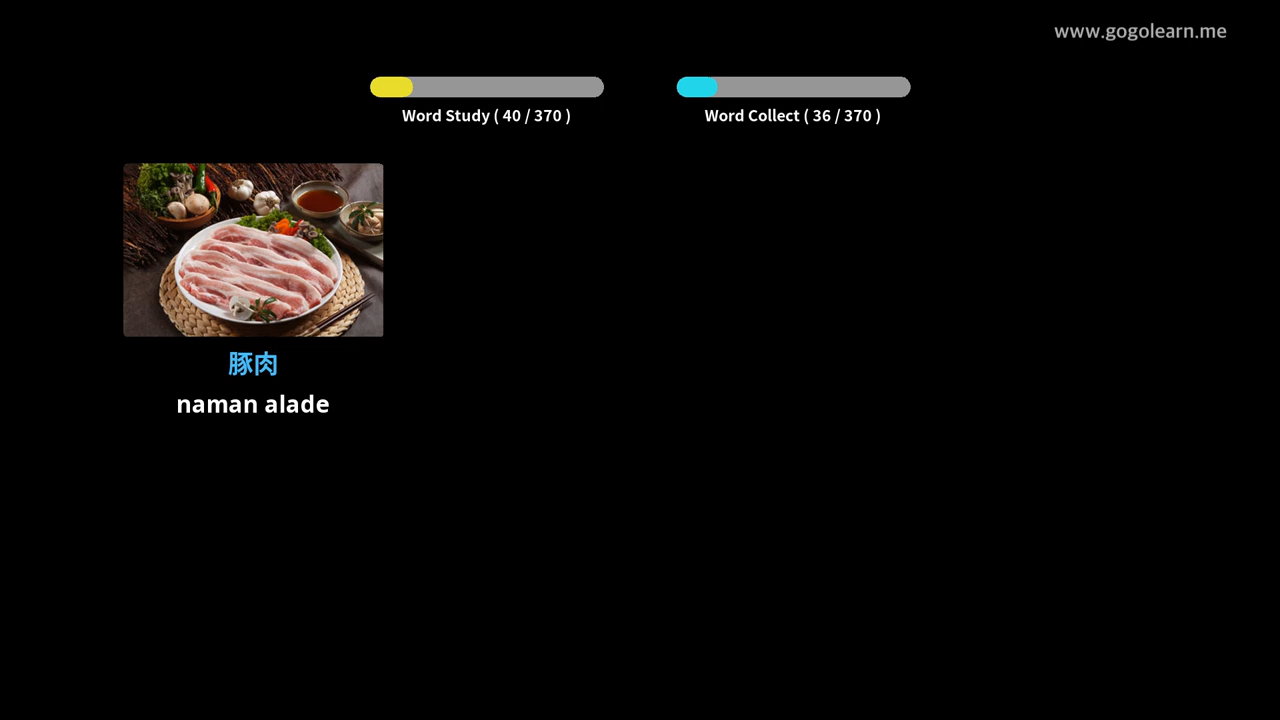 www.gogolearn.me
Word Study ( 40 / 370 )
Word Collect ( 36 / 370 )
豚肉
naman alade